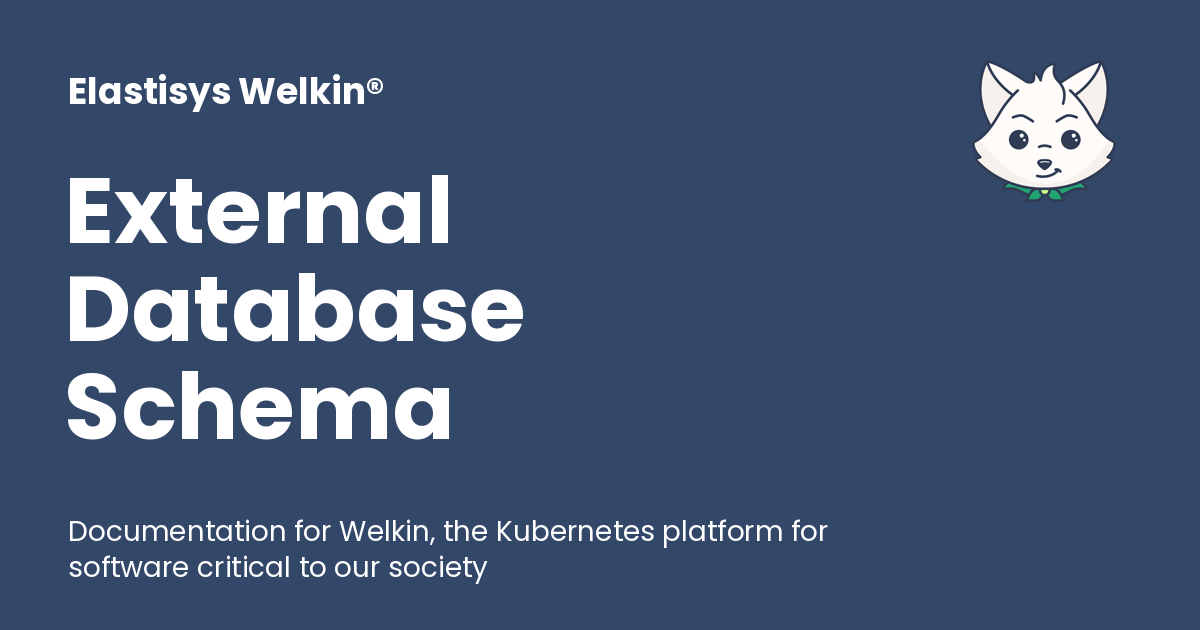 Elastisys Welkin®
External
Database
Schema
Documentation for Welkin, the Kubernetes platform for
software critical to our society